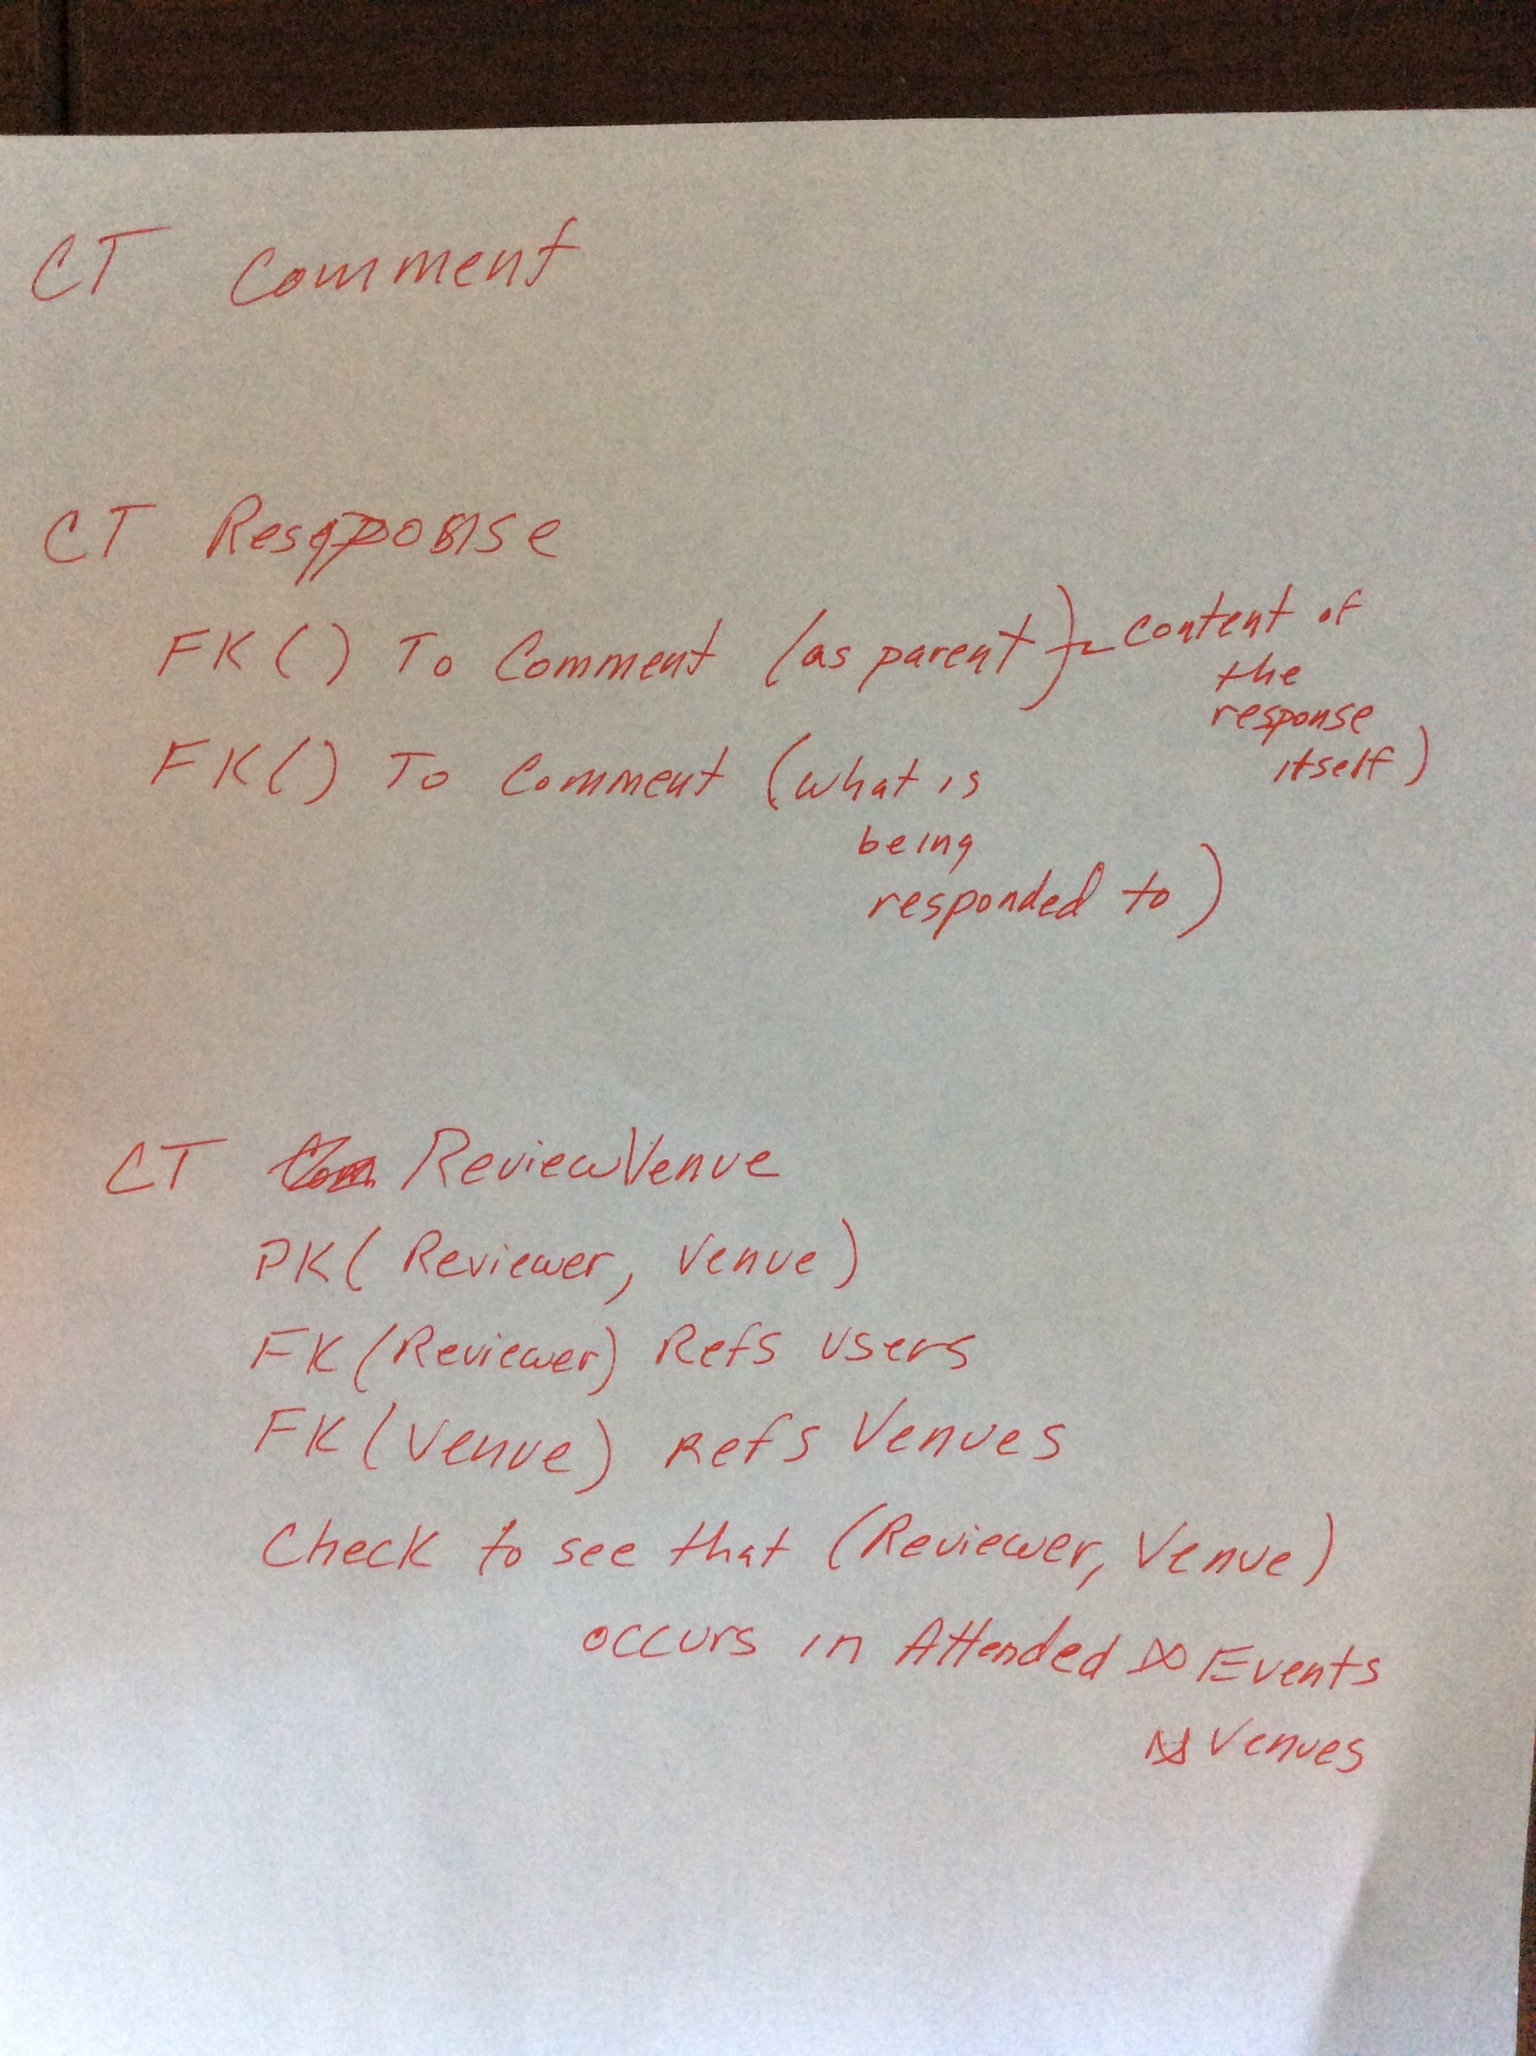 CT Comment
CT Response
FK ( ) To Comment (as parent) - content of
the
response
itself)
FK ( ) To Comment (what is
being
responded to)
CT ReviewVenue
PK ( Reviewer, Venue )
FK (Reviewer) Refs users
FK (Venue) Refs Venues
Check to see that (Reviewer, Venue)
occurs in Attended ⋈ Events
⋈ Venues